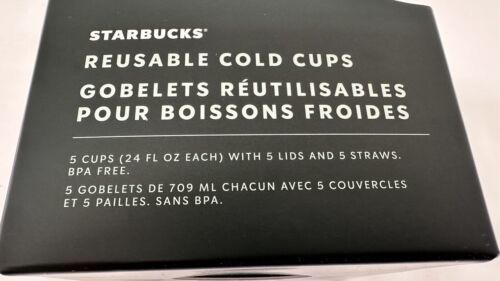 STARBUCKS®
REUSABLE COLD CUPS
GOBELETS RÉUTILISABLES
POUR BOISSONS FROIDES
5 CUPS (24 FL OZ EACH) WITH 5 LIDS AND 5 STRAWS.
BPA FREE.
5 GOBELETS DE 709 ML CHACUN AVEC 5 COUVERCLES
ET 5 PAILLES. SANS BPA.